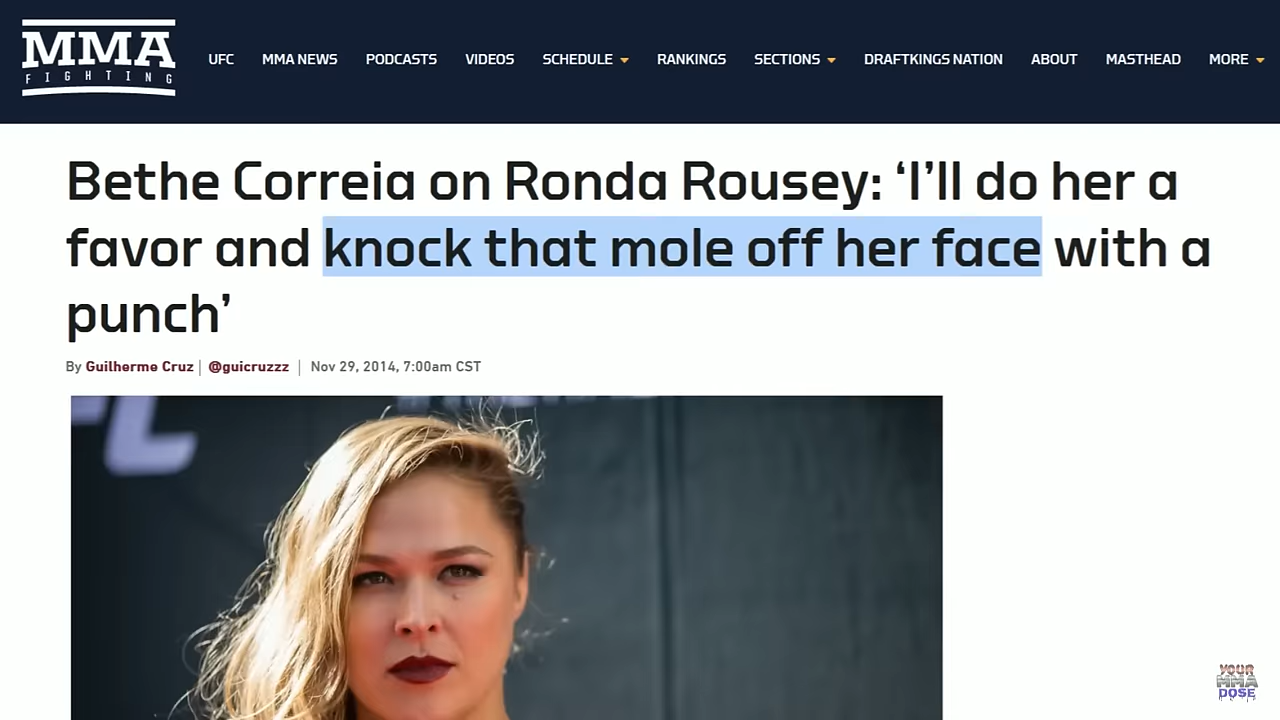 MMA
FIGHTING
UFC MMA NEWS PODCASTS VIDEOS SCHEDULE RANKINGS SECTIONS DRAFTKINGS NATION ABOUT MASTHEAD MORE
Bethe Correia on Ronda Rousey: ‘I’ll do her a
favor and knock that mole off her face with a
punch’
By Guilherme Cruz | @guicruzzz | Nov 29, 2014, 7:00am CST
YOUR
MMA
DOSE